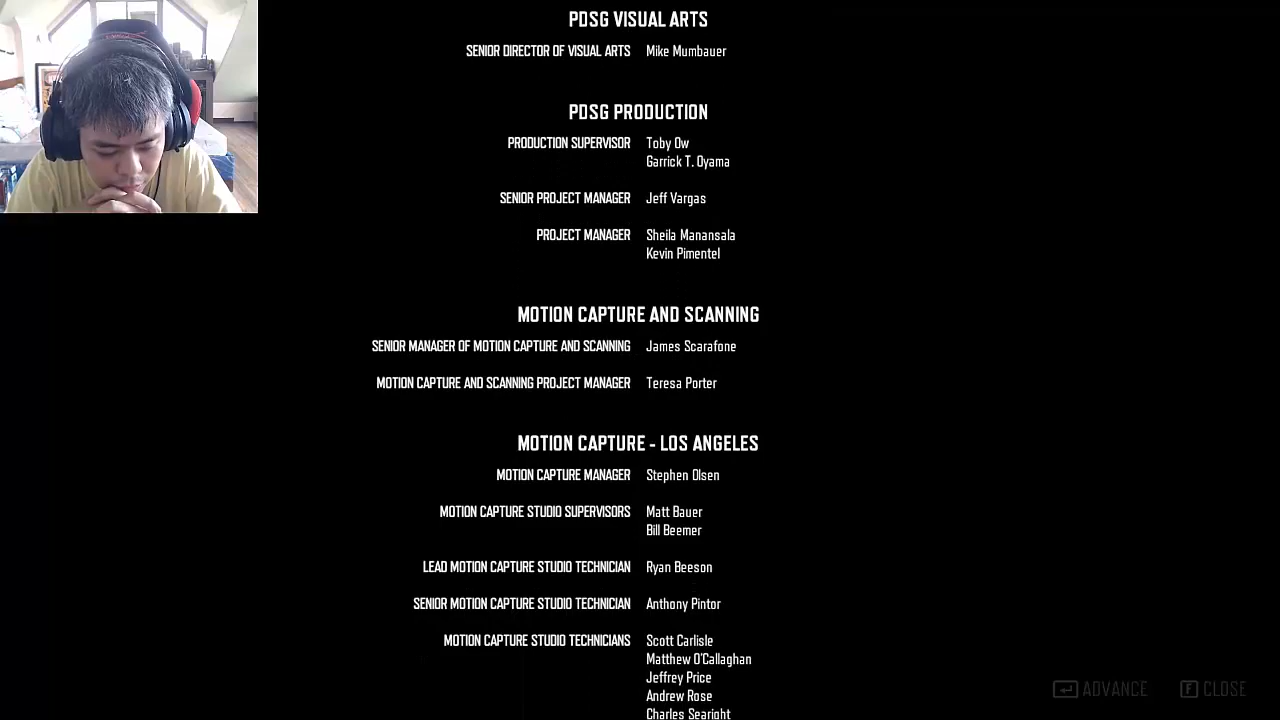 PDSG VISUAL ARTS
SENIOR DIRECTOR OF VISUAL ARTS Mike Mumbauer
PDSG PRODUCTION
PRODUCTION SUPERVISOR Toby Ow
Garrick T. Oyama
SENIOR PROJECT MANAGER Jeff Vargas
PROJECT MANAGER Sheila Manansala
Kevin Pimentel
MOTION CAPTURE AND SCANNING
SENIOR MANAGER OF MOTION CAPTURE AND SCANNING James Scarafone
MOTION CAPTURE AND SCANNING PROJECT MANAGER Teresa Porter
MOTION CAPTURE - LOS ANGELES
MOTION CAPTURE MANAGER Stephen Olsen
MOTION CAPTURE STUDIO SUPERVISORS Matt Bauer
Bill Beemer
LEAD MOTION CAPTURE STUDIO TECHNICIAN Ryan Beeson
SENIOR MOTION CAPTURE STUDIO TECHNICIAN Anthony Pintor
MOTION CAPTURE STUDIO TECHNICIANS Scott Carlisle
Matthew O'Callaghan
Jeffrey Price
Andrew Rose
Charles Searight
ADVANCE F CLOSE